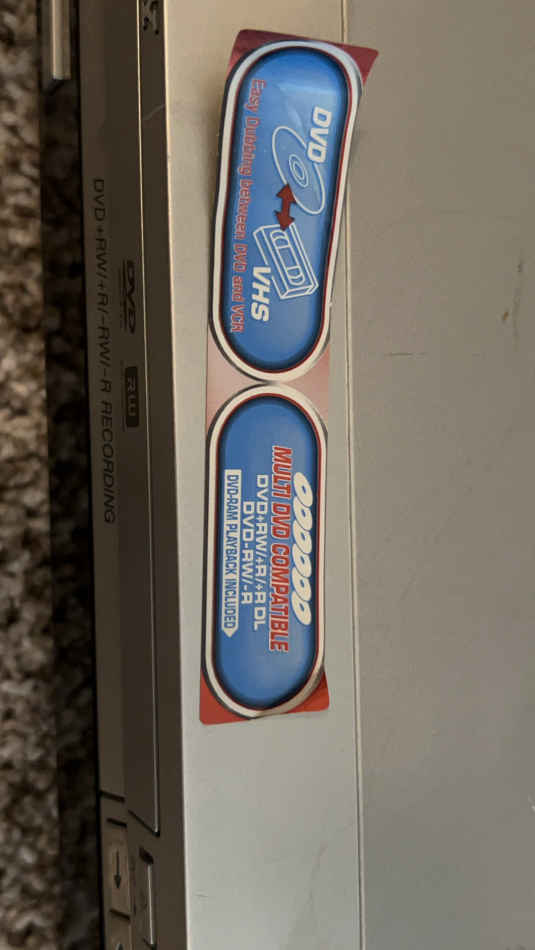 DVD
VHS
Easy Dubbing between DVD and VCR
MULTI DVD COMPATIBLE
DVD+RW/+R/+R DL
DVD-RW/-R
DVD-RAM PLAYBACK INCLUDED
DVD
RW
DVD+RW/+R/-RW/-R RECORDING